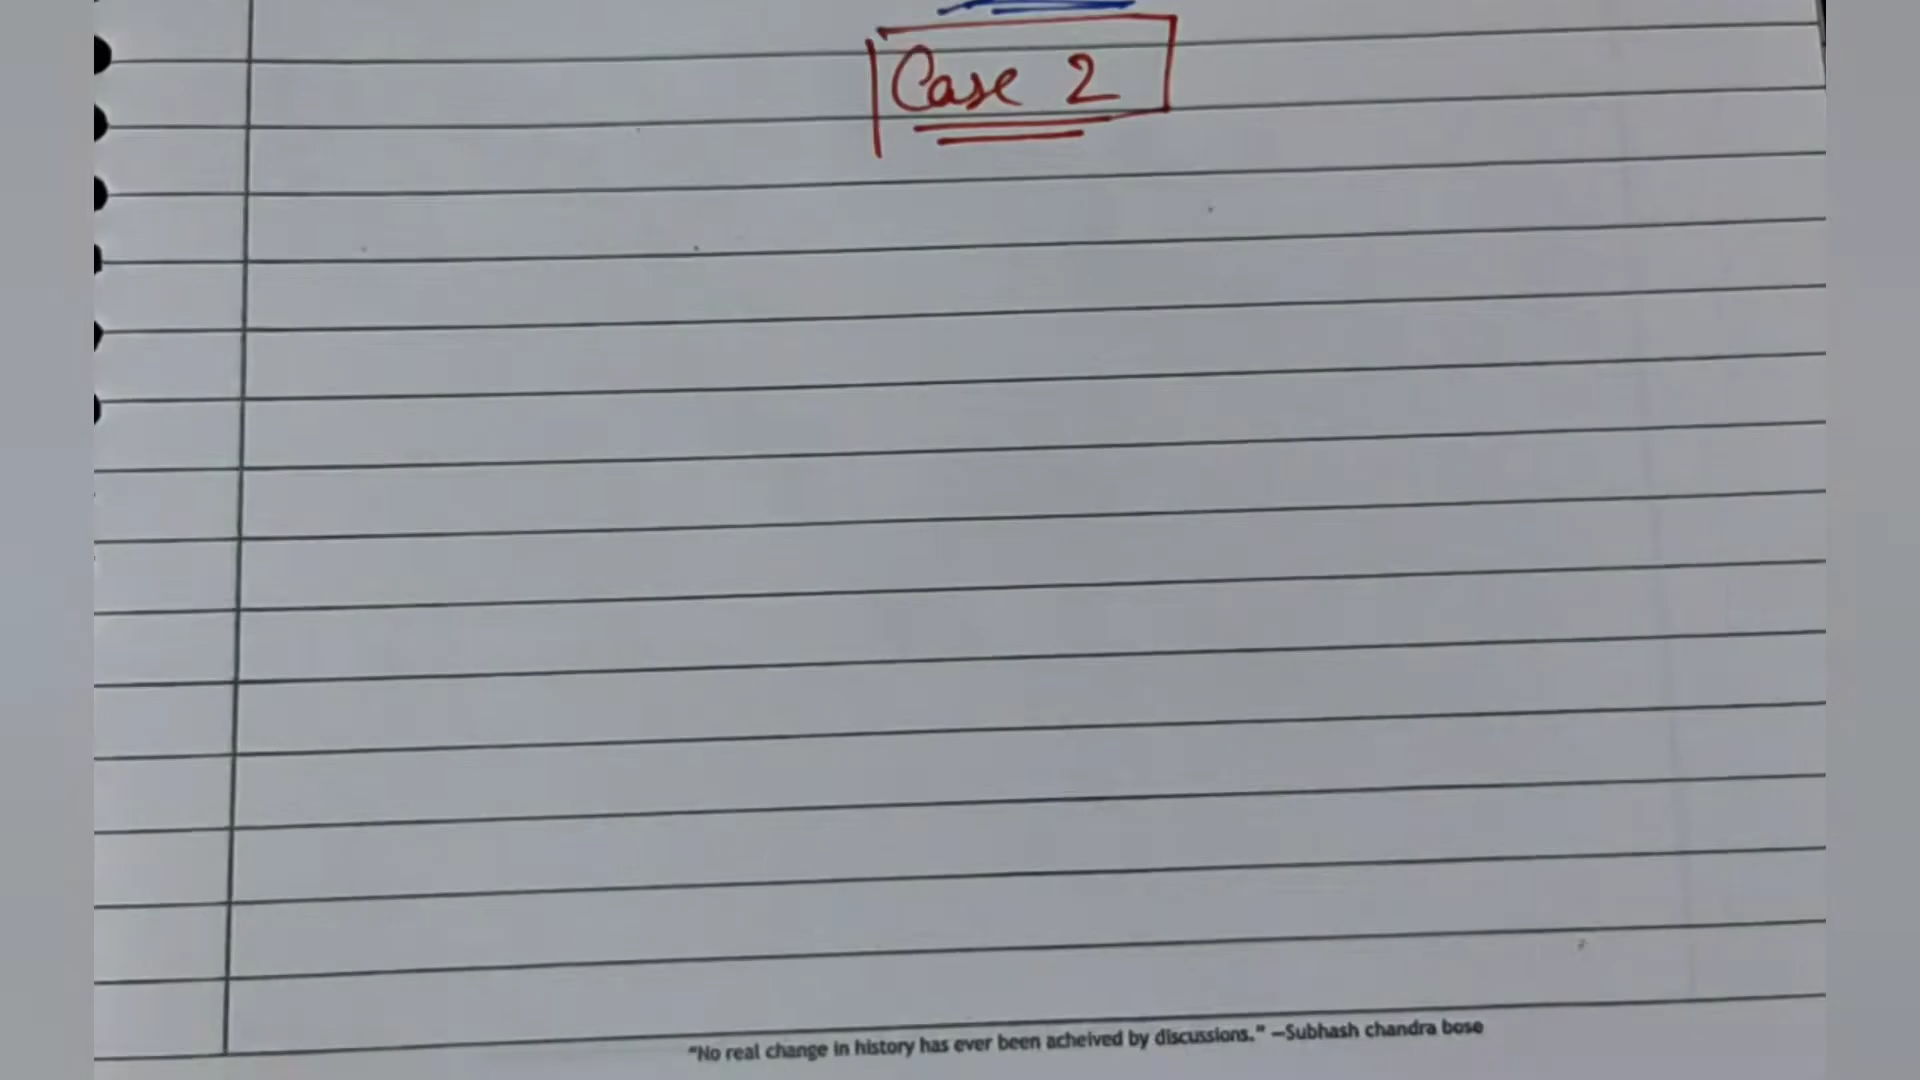 Case 2
"No real change in history has ever been acheived by discussions." —Subhash chandra bose